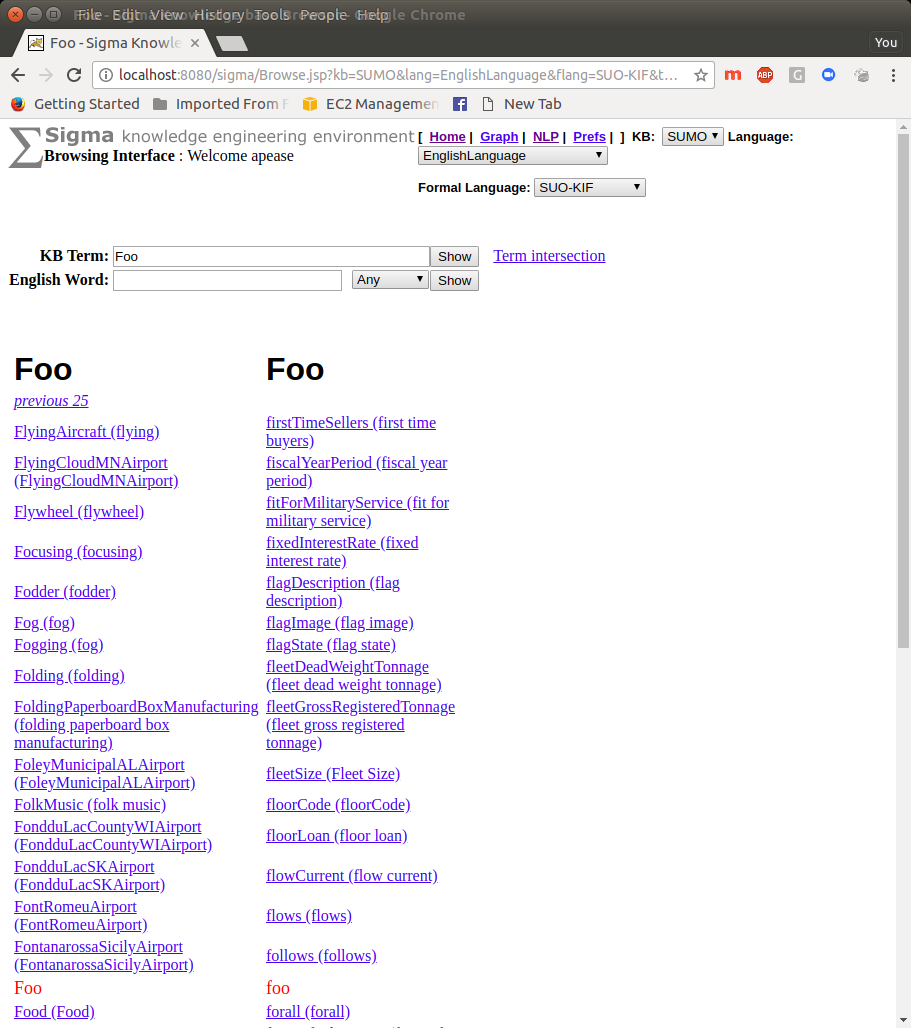 File Edit View History Tools People Help
Foo - Sigma Knowle
You
localhost:8080/sigma/Browse.jsp?kb=SUMO&lang=EnglishLanguage&flang=SUO-KIF&t...
Getting Started Imported From F EC2 Managemen New Tab
Sigma knowledge engineering environment
Browsing Interface : Welcome apease
[ Home | Graph | NLP | Prefs | ] KB: SUMO Language:
EnglishLanguage
Formal Language: SUO-KIF
KB Term: Foo Show Term intersection
English Word: Any Show
Foo Foo
previous 25
FlyingAircraft (flying)
firstTimeSellers (first time
buyers)
FlyingCloudMNAirport
(FlyingCloudMNAirport)
fiscalYearPeriod (fiscal year
period)
Flywheel (flywheel)
fitForMilitaryService (fit for
military service)
Focusing (focusing)
fixedInterestRate (fixed
interest rate)
Fodder (fodder)
flagDescription (flag
description)
Fog (fog)
flagImage (flag image)
Fogging (fog)
flagState (flag state)
Folding (folding)
fleetDeadWeightTonnage
(fleet dead weight tonnage)
FoldingPaperboardBoxManufacturing
(folding paperboard box
manufacturing)
fleetGrossRegisteredTonnage
(fleet gross registered
tonnage)
FoleyMunicipalALAirport
(FoleyMunicipalALAirport)
fleetSize (Fleet Size)
FolkMusic (folk music)
floorCode (floorCode)
FondduLacCountyWIAirport
(FondduLacCountyWIAirport)
floorLoan (floor loan)
FondduLacSKAirport
(FondduLacSKAirport)
flowCurrent (flow current)
FontRomeuAirport
(FontRomeuAirport)
flows (flows)
FontanarossaSicilyAirport
(FontanarossaSicilyAirport)
follows (follows)
Foo
foo
Food (Food)
forall (forall)